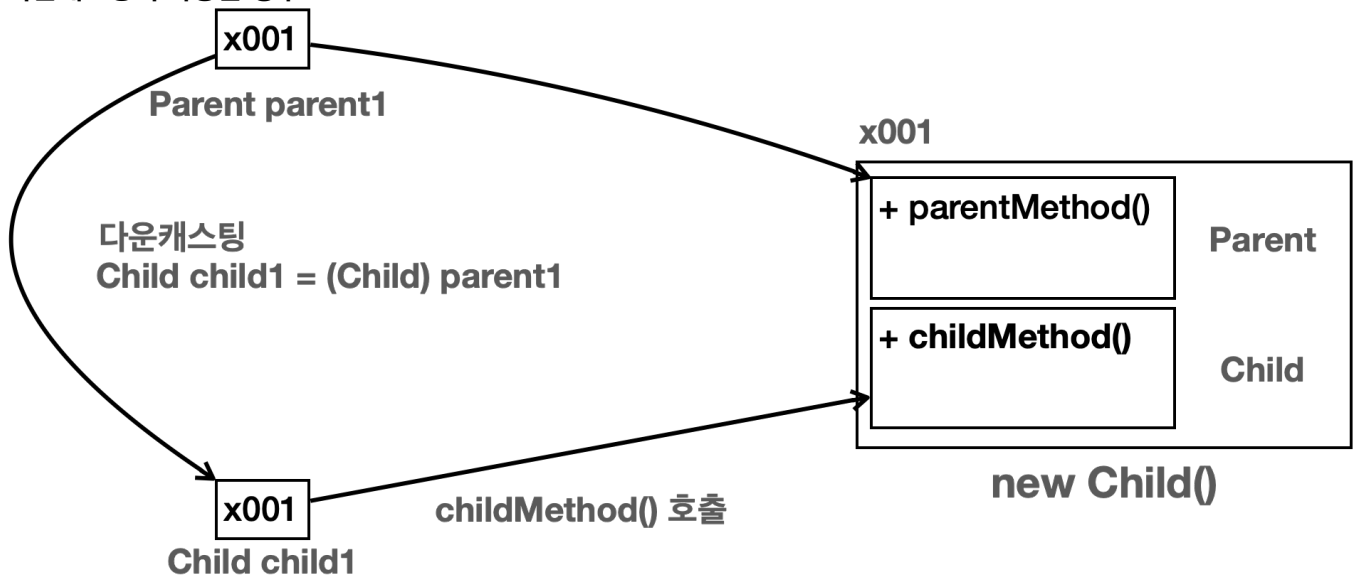 x001
Parent parent1
x001
+ parentMethod()
Parent
다운캐스팅
Child child1 = (Child) parent1
+ childMethod()
Child
new Child()
x001
childMethod() 호출
Child child1